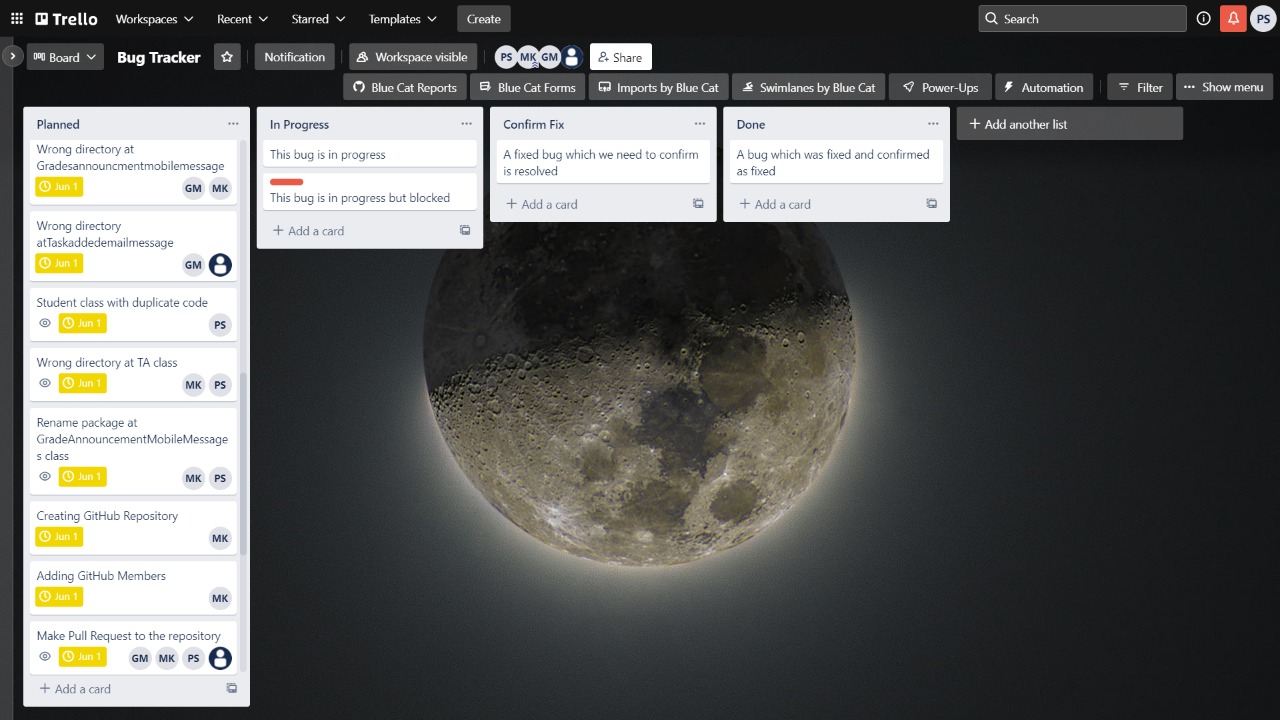 Trello Workspaces Recent Starred Templates Create Search PS
Board Bug Tracker Notification Workspace visible PS MK GM Share
Blue Cat Reports Blue Cat Forms Imports by Blue Cat Swimlanes by Blue Cat Power-Ups Automation Filter Show menu
Planned
Wrong directory at
Gradesannouncmentmobilemessage
Jun 1 GM MK
Wrong directory
atTaskaddedemailmessage
Jun 1 GM
Student class with duplicate code
Jun 1 PS
Wrong directory at TA class
Jun 1 MK PS
Rename package at
GradeAnnouncementMobileMessage
s class
Jun 1 MK PS
Creating GitHub Repository
Jun 1 MK
Adding GitHub Members
Jun 1 MK
Make Pull Request to the repository
Jun 1 GM MK PS
+ Add a card
In Progress
This bug is in progress
This bug is in progress but blocked
+ Add a card
Confirm Fix
A fixed bug which we need to confirm
is resolved
+ Add a card
Done
A bug which was fixed and confirmed
as fixed
+ Add a card
+ Add another list